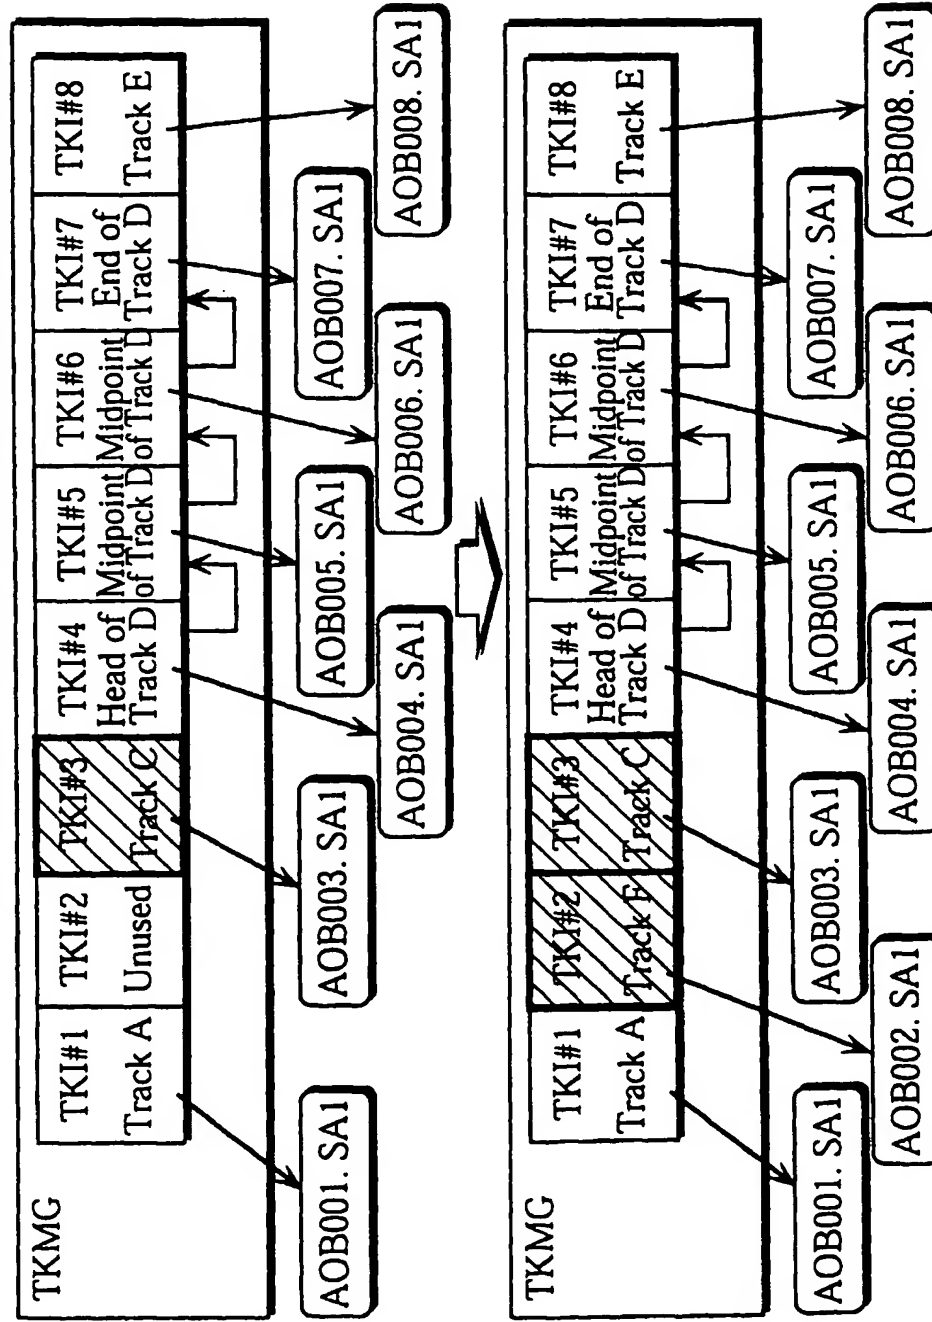 TKMG
TKI#1
Track A
TKI#2
Unused
TKI#3
Track C
TKI#4
Head of
Track D
TKI#5
Midpoint
of Track D
TKI#6
Midpoint
of Track D
TKI#7
End of
Track D
TKI#8
Track E
AOB001. SA1
AOB003. SA1
AOB004. SA1
AOB005. SA1
AOB006. SA1
AOB007. SA1
AOB008. SA1
TKMG
TKI#1
Track A
TKI#2
Track F
TKI#3
Track C
TKI#4
Head of
Track D
TKI#5
Midpoint
of Track D
TKI#6
Midpoint
of Track D
TKI#7
End of
Track D
TKI#8
Track E
AOB001. SA1
AOB002. SA1
AOB003. SA1
AOB004. SA1
AOB005. SA1
AOB006. SA1
AOB007. SA1
AOB008. SA1